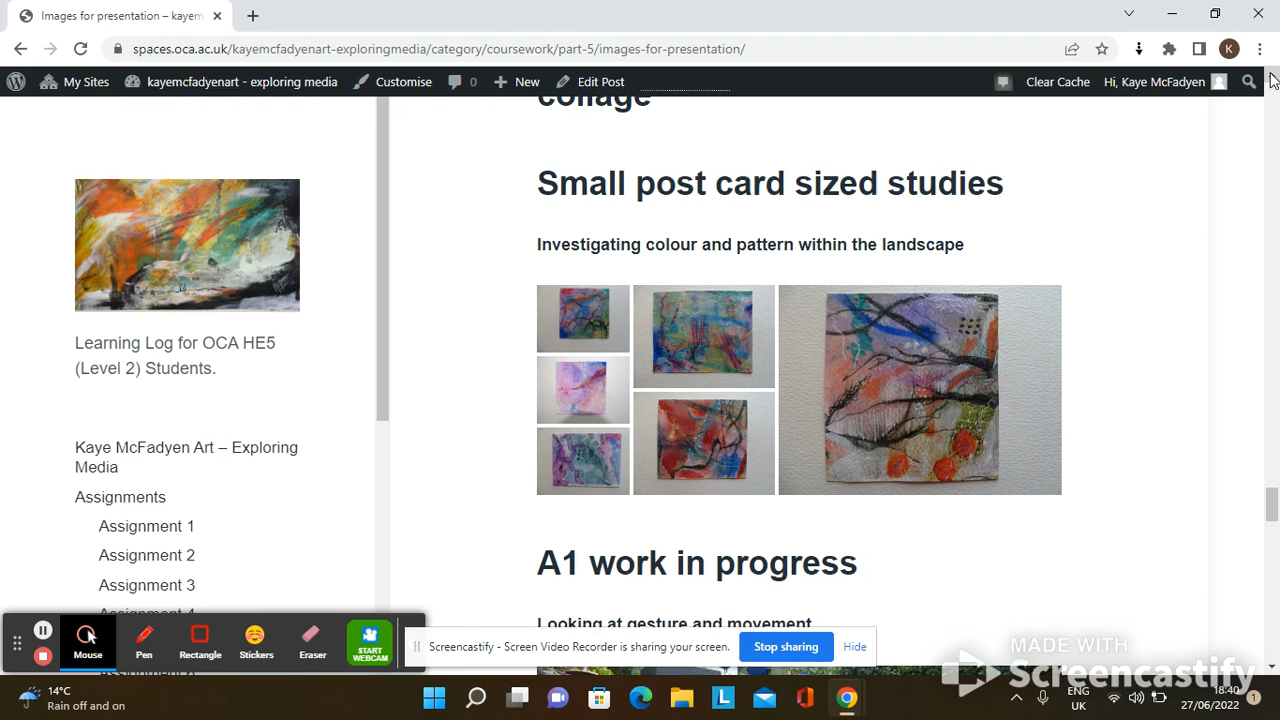 Images for presentation – kayem
spaces.oca.ac.uk/kayemcfadyenart-exploringmedia/category/coursework/part-5/images-for-presentation/
K
My Sites kayemcfadyenart - exploring media Customise 0 New Edit Post Clear Cache Hi, Kaye McFadyen
collage
Small post card sized studies
Investigating colour and pattern within the landscape
Learning Log for OCA HE5
(Level 2) Students.
Kaye McFadyen Art – Exploring
Media
Assignments
Assignment 1
Assignment 2
Assignment 3
Assignment 4
A1 work in progress
Looking at gesture and movement
Mouse Pen Rectangle Stickers Eraser START
WEBCAM
Screencastify - Screen Video Recorder is sharing your screen. Stop sharing Hide
MADE WITH
Screencastify
14°C
Rain off and on
L
ENG
UK
18:40
27/06/2022
1